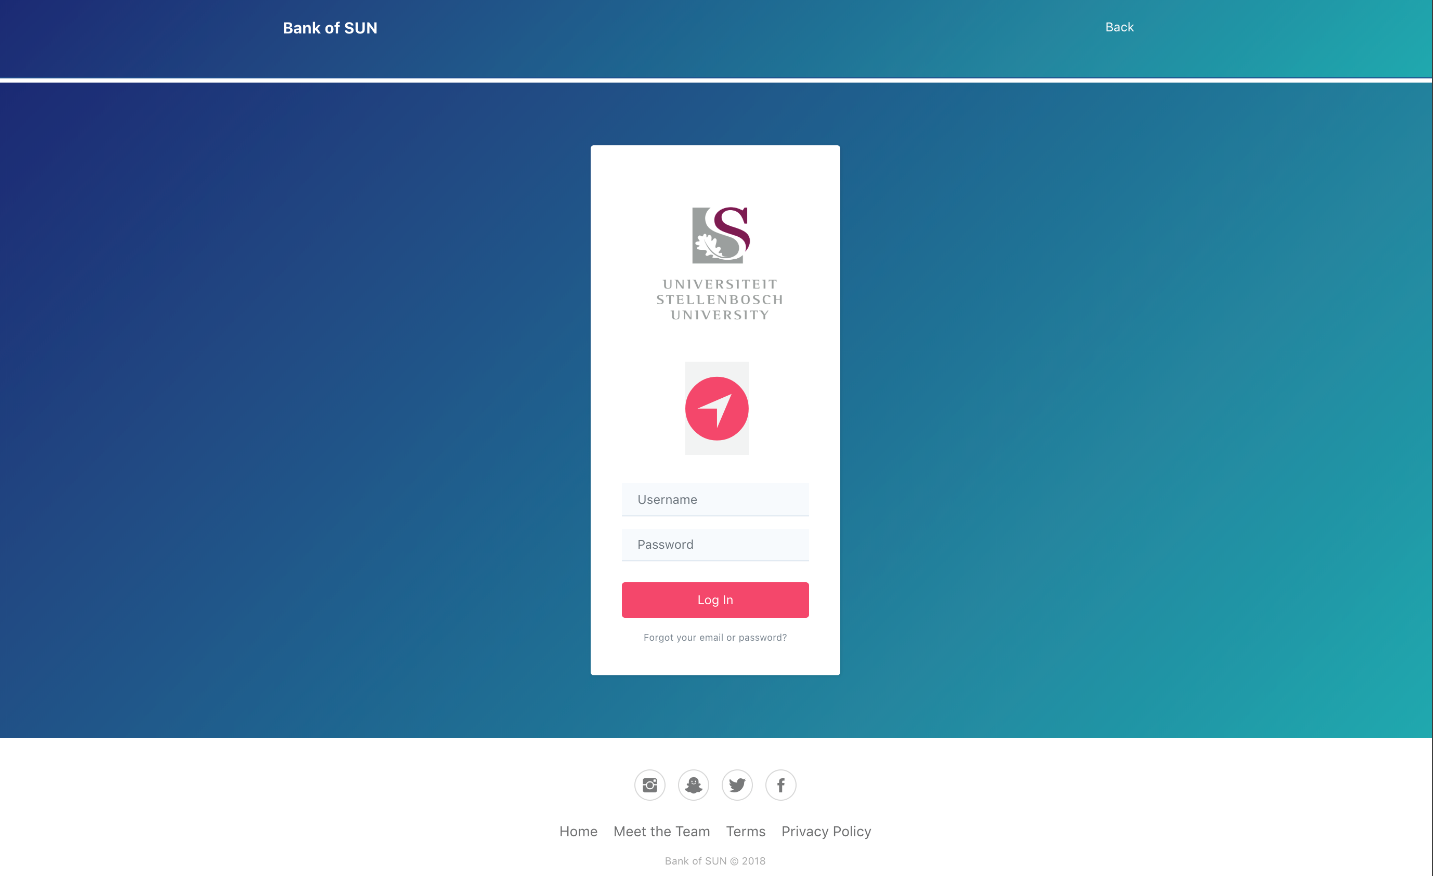 Bank of SUN
Back
UNIVERSITEIT
STELLENBOSCH
UNIVERSITY
Username
Password
Log In
Forgot your email or password?
Home Meet the Team Terms Privacy Policy
Bank of SUN © 2018